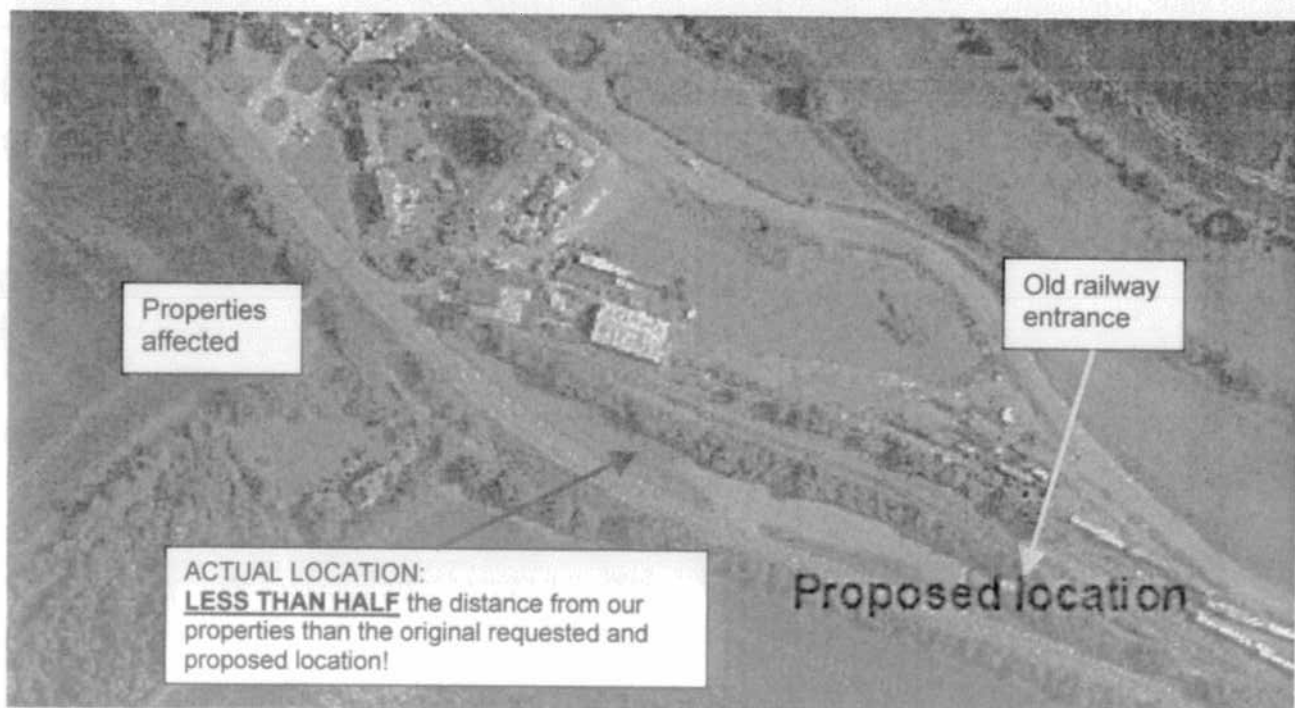 Properties
affected
Old railway
entrance
ACTUAL LOCATION:
LESS THAN HALF the distance from our
properties than the original requested and
proposed location!
Proposed location